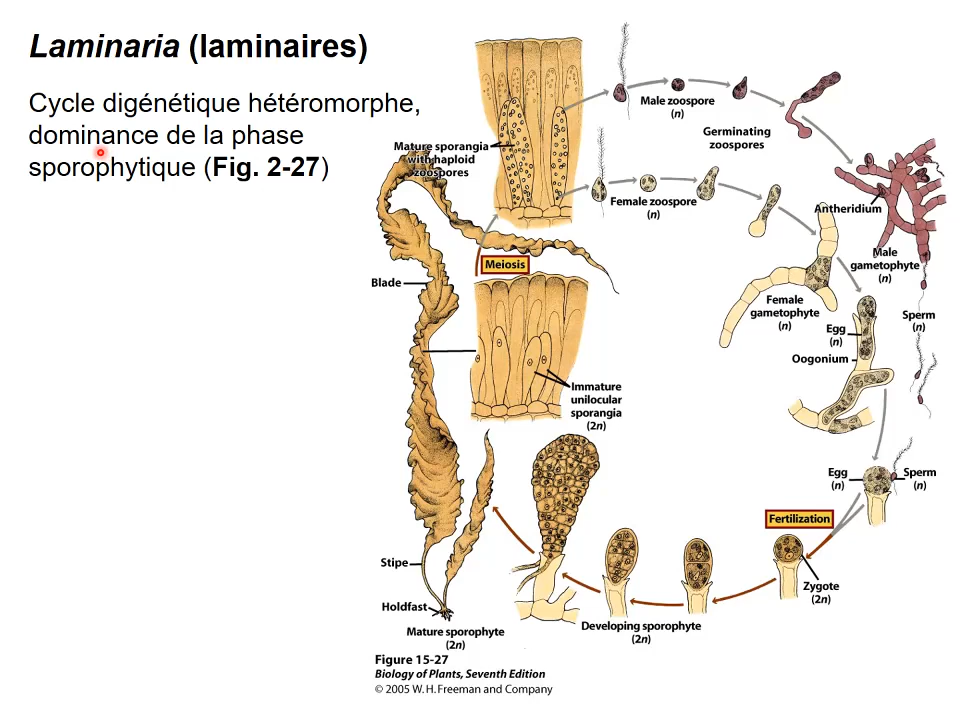 Laminaria (laminaires)
Cycle digénétique hétéromorphe,
dominance de la phase
sporophytique (Fig. 2-27)
Mature sporangia
with haploid
zoospores
Male zoospore
(n)
Germinating
zoospores
Female zoospore
(n)
Antheridium
Male
gametophyte
(n)
Meiosis
Blade
Female
gametophyte
(n)
Sperm
(n)
Egg
(n)
Oogonium
Immature
unilocular
sporangia
(2n)
Egg
(n)
Sperm
(n)
Fertilization
Stipe
Zygote
(2n)
Holdfast
Developing sporophyte
(2n)
Mature sporophyte
(2n)
Figure 15-27
Biology of Plants, Seventh Edition
© 2005 W. H. Freeman and Company